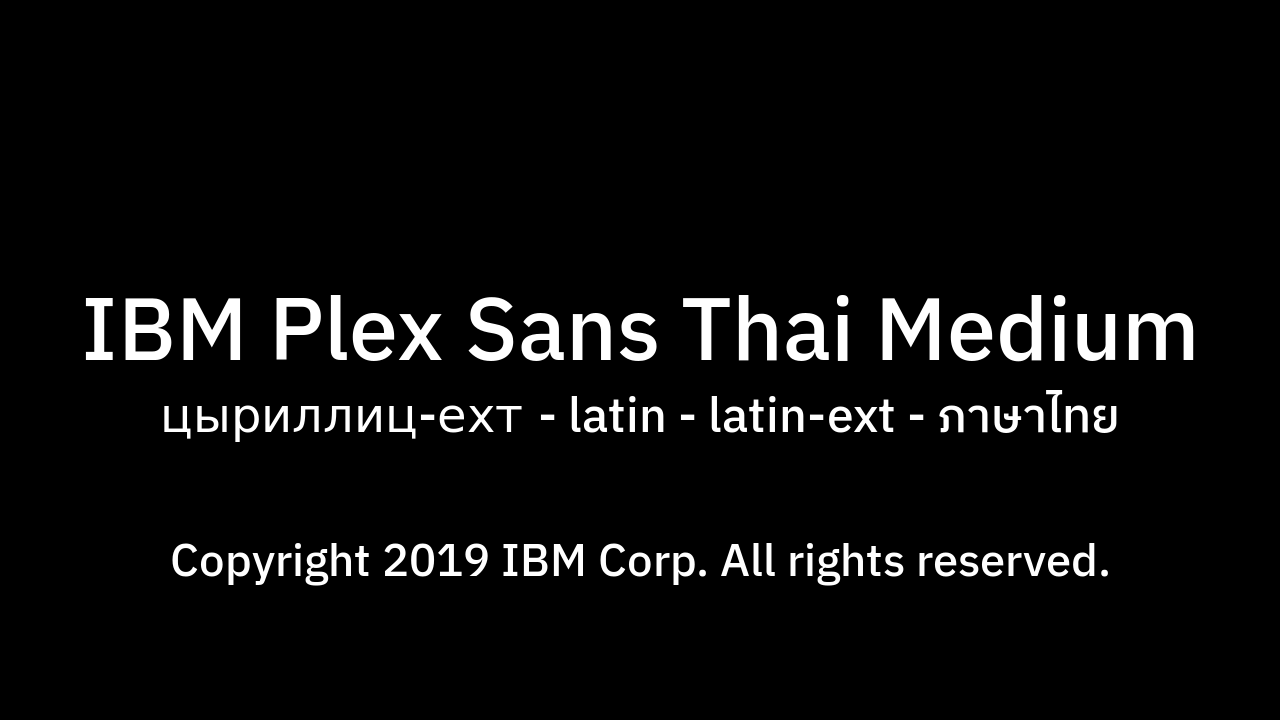 IBM Plex Sans Thai Medium
цыриллиц-ехт - latin - latin-ext - ภาษาไทย
Copyright 2019 IBM Corp. All rights reserved.